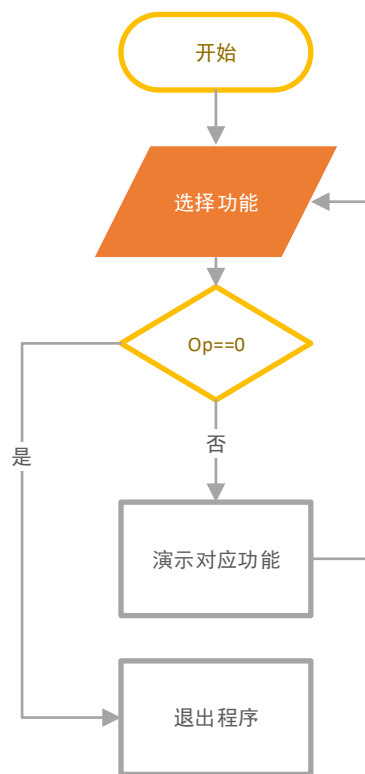 开始
选择功能
Op==0
是
否
演示对应功能
退出程序